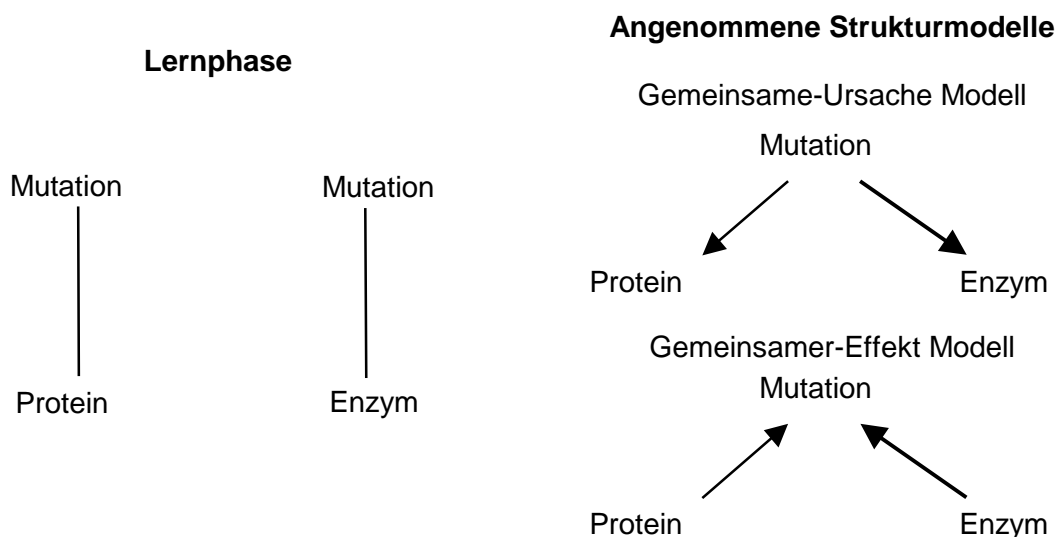 Lernphase
Mutation
Mutation
Protein
Enzym
Angenommene Strukturmodelle
Gemeinsame-Ursache Modell
Mutation
Protein
Enzym
Gemeinsamer-Effekt Modell
Mutation
Protein
Enzym